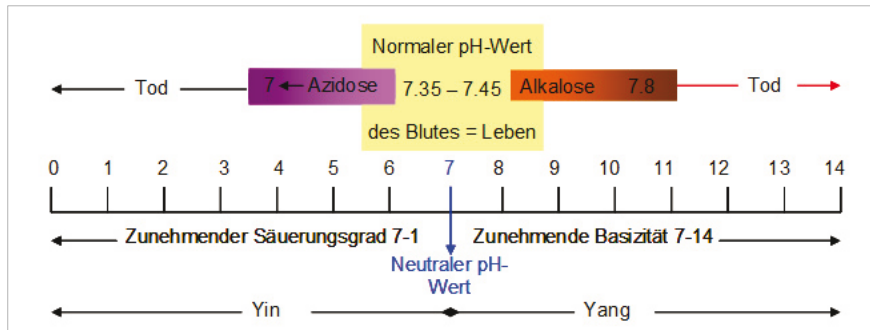 Normaler pH-Wert
Tod 7 Azidose 7.35 – 7.45 Alkalose 7.8 Tod
des Blutes = Leben
0 1 2 3 4 5 6 7 8 9 10 11 12 13 14
Zunehmender Säuerungsgrad 7-1 Zunehmende Basizität 7-14
Neutraler pH-
Wert
Yin Yang